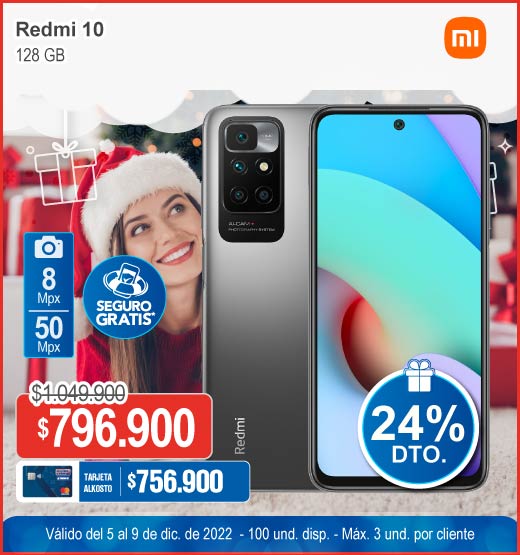 Redmi 10
128 GB
mi
AI CAM
PHOTOGRAPHY SYSTEM
8
Mpx
50
Mpx
SEGURO
GRATIS*
$1.049.900
$796.900
TARJETA
ALKOSTO
$756.900
Redmi
24%
DTO.
Válido del 5 al 9 de dic. de 2022 - 100 und. disp. - Máx. 3 und. por cliente